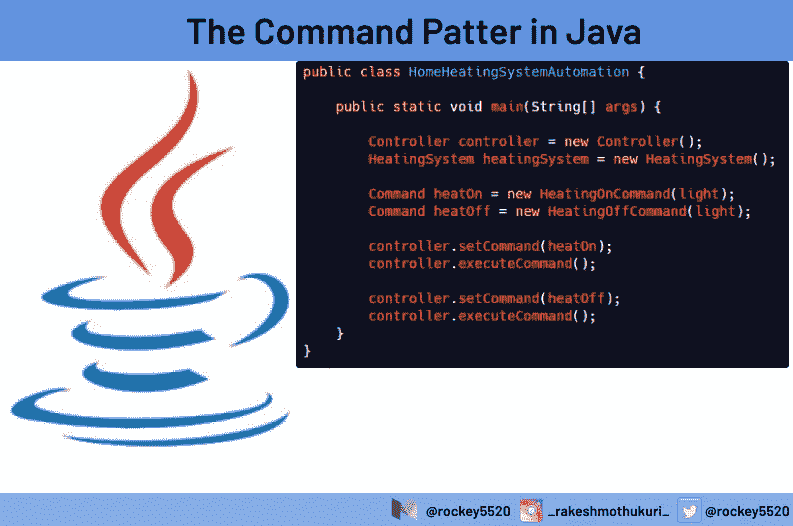 The Command Patter in Java
public class HomeHeatingSystemAutomation {
public static void main(String[] args) {
Controller controller = new Controller();
HeatingSystem heatingSystem = new HeatingSystem();
Command heatOn = new HeatingOnCommand(light);
Command heatOff = new HeatingOffCommand(light);
controller.setCommand(heatOn);
controller.executeCommand();
controller.setCommand(heatOff);
controller.executeCommand();
}
}
@rockey5520 _rakeshmothukuri_ @rockey5520